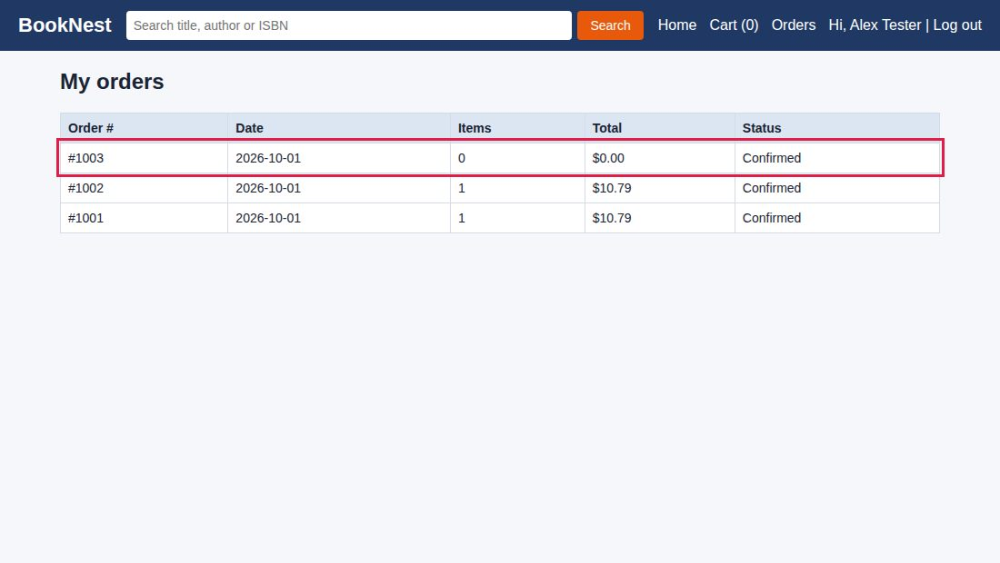 BookNest Search title, author or ISBN Search Home Cart (0) Orders Hi, Alex Tester | Log out
My orders
Order # Date Items Total Status
#1003 2026-10-01 0 $0.00 Confirmed
#1002 2026-10-01 1 $10.79 Confirmed
#1001 2026-10-01 1 $10.79 Confirmed